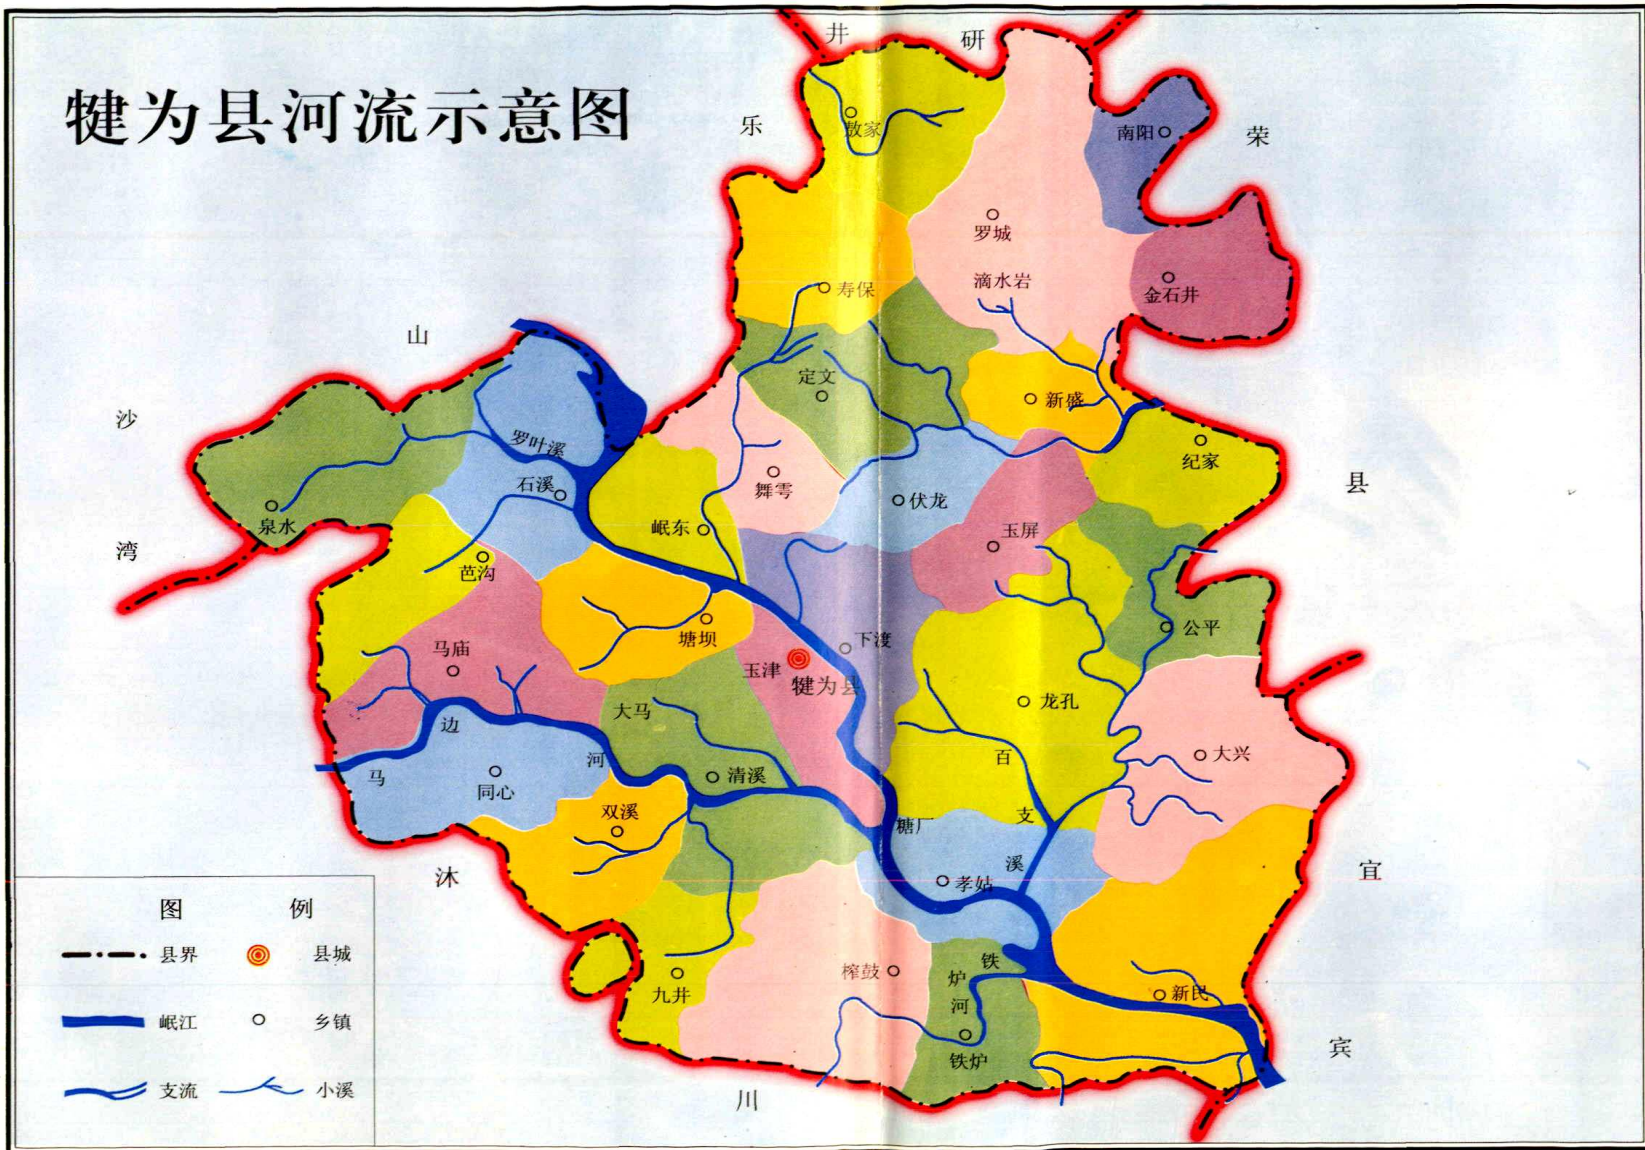 犍为县河流示意图
井研
乐山
沙湾
荣县
宜宾
沐川
敖家
南阳
罗城
滴水岩
金石井
寿保
定文
新盛
纪家
罗叶溪
石溪
泉水
舞雩
岷东
伏龙
玉屏
芭沟
塘坝
下渡
公平
马庙
玉津
犍为县
大马
龙孔
大兴
马边河
同心
清溪
双溪
百支溪
糖厂
孝姑
九井
榨鼓
铁炉河
铁炉
新民
图例
县界
县城
岷江
乡镇
支流
小溪